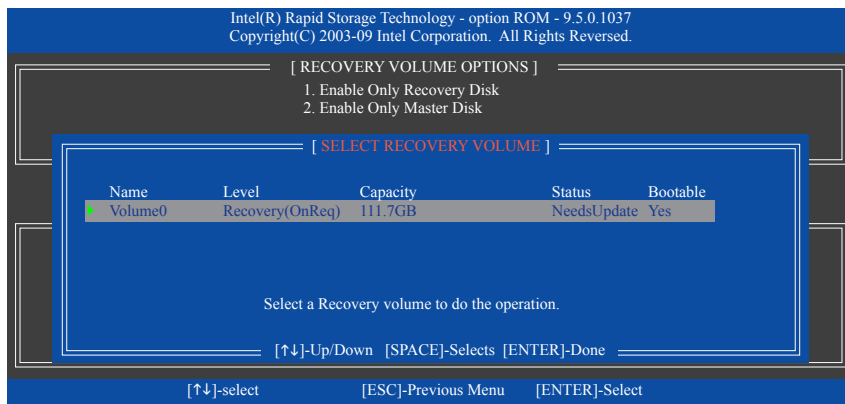 Intel(R) Rapid Storage Technology - option ROM - 9.5.0.1037
Copyright(C) 2003-09 Intel Corporation.  All Rights Reversed.
[ RECOVERY VOLUME OPTIONS ]
1. Enable Only Recovery Disk
2. Enable Only Master Disk
[ SELECT RECOVERY VOLUME ]
Name Level Capacity Status Bootable
Volume0 Recovery(OnReq) 111.7GB NeedsUpdate Yes
Select a Recovery volume to do the operation.
[↑↓]-Up/Down [SPACE]-Selects [ENTER]-Done
[↑↓]-select [ESC]-Previous Menu [ENTER]-Select